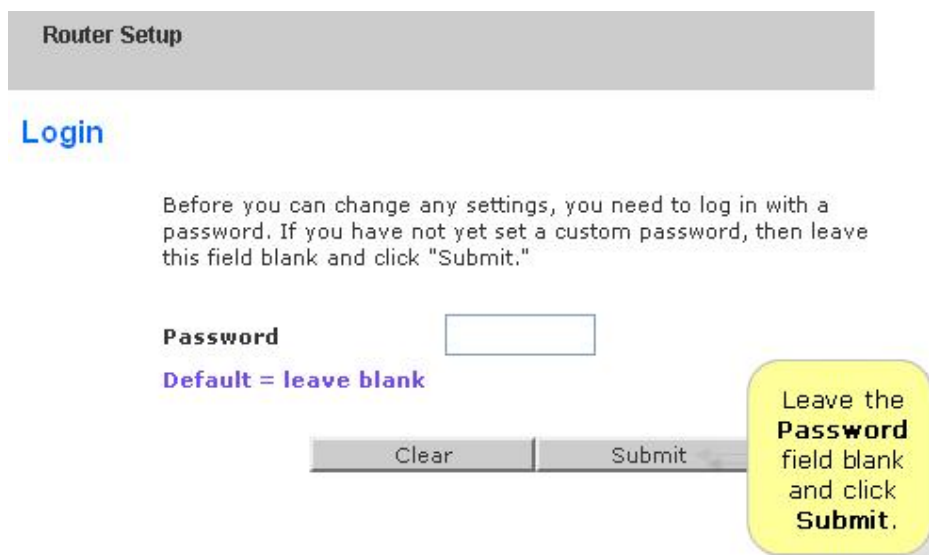 Router Setup
Login
Before you can change any settings, you need to log in with a
password. If you have not yet set a custom password, then leave
this field blank and click "Submit."
Password
Default = leave blank
Clear
Submit
Leave the
Password
field blank
and click
Submit.